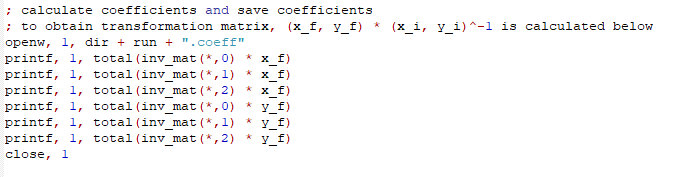 ; calculate coefficients and save coefficients
; to obtain transformation matrix, (x_f, y_f) * (x_i, y_i)^-1 is calculated below
openw, 1, dir + run + ".coeff"
printf, 1, total(inv_mat(*,0) * x_f)
printf, 1, total(inv_mat(*,1) * x_f)
printf, 1, total(inv_mat(*,2) * x_f)
printf, 1, total(inv_mat(*,0) * y_f)
printf, 1, total(inv_mat(*,1) * y_f)
printf, 1, total(inv_mat(*,2) * y_f)
close, 1